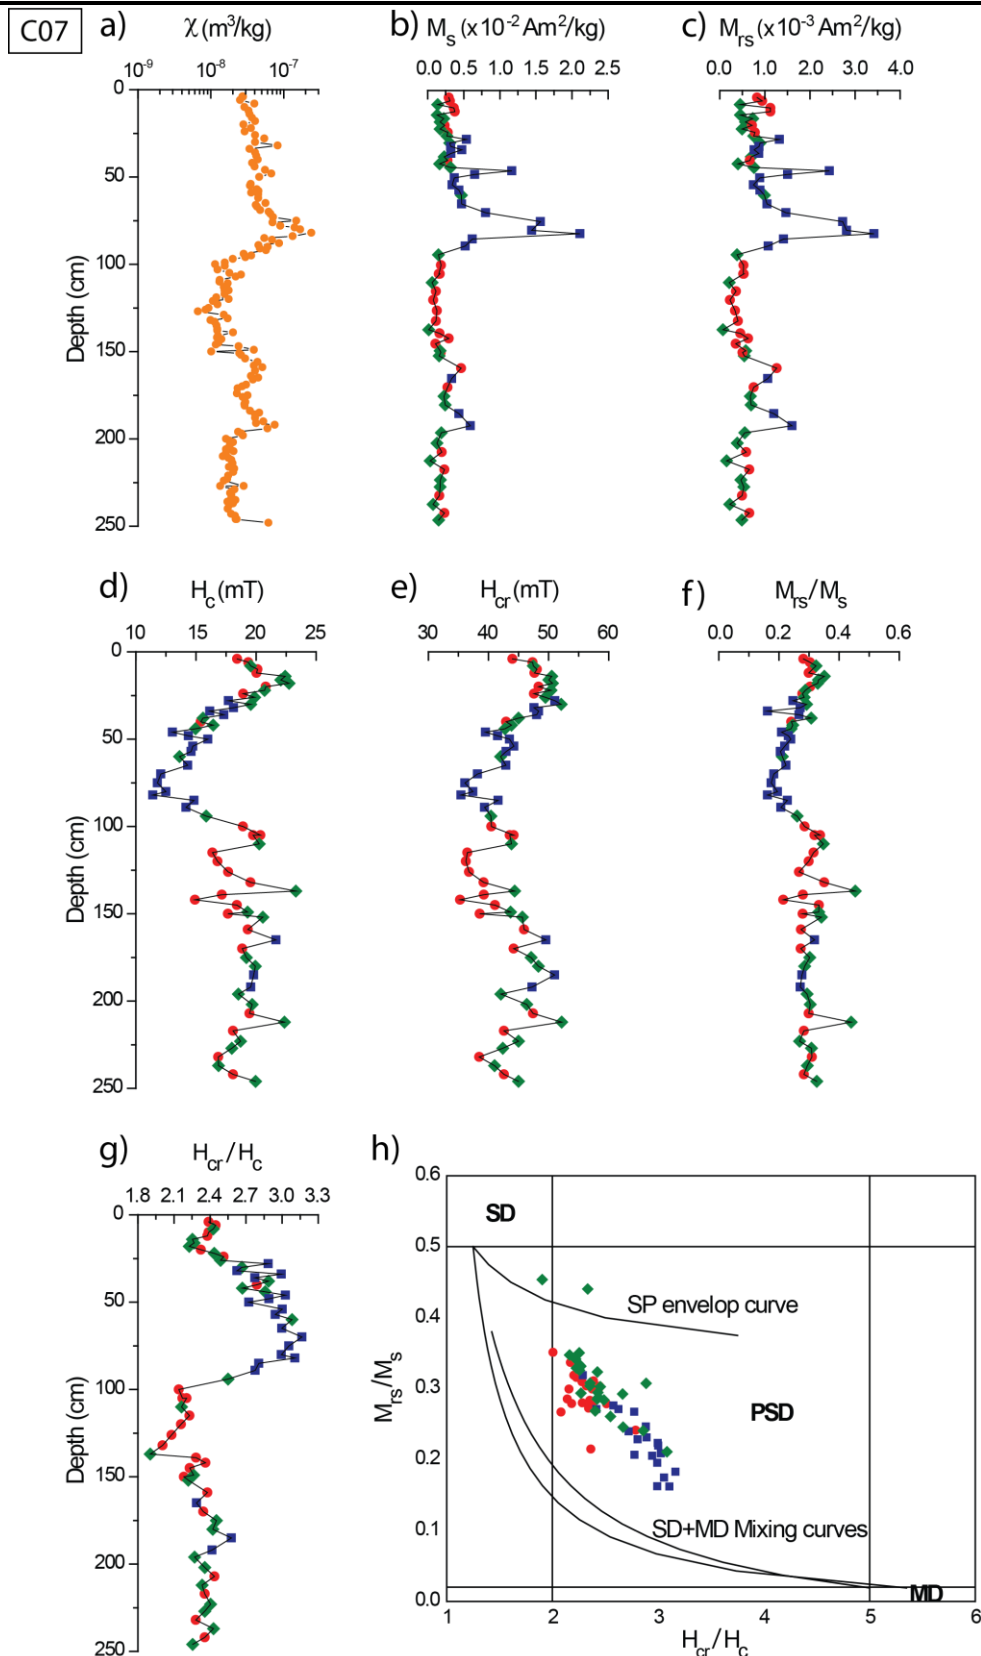 C07
a) χ (m³/kg)
10⁻⁹ 10⁻⁸ 10⁻⁷
0
50
100
150
200
250
Depth (cm)
b) Mₛ (x10⁻² Am²/kg)
0.0 0.5 1.0 1.5 2.0 2.5
c) Mᵣₛ (x10⁻³ Am²/kg)
0.0 1.0 2.0 3.0 4.0
d) H_c (mT)
10 15 20 25
0
50
100
150
200
250
Depth (cm)
e) H_cr (mT)
30 40 50 60
f) Mᵣₛ/Mₛ
0.0 0.2 0.4 0.6
g) H_cr/H_c
1.8 2.1 2.4 2.7 3.0 3.3
0
50
100
150
200
250
Depth (cm)
h)
0.6
0.5
0.4
0.3
0.2
0.1
0.0
Mᵣₛ/Mₛ
SD
SP envelop curve
PSD
SD+MD Mixing curves
MD
1 2 3 4 5 6
H_cr/H_c